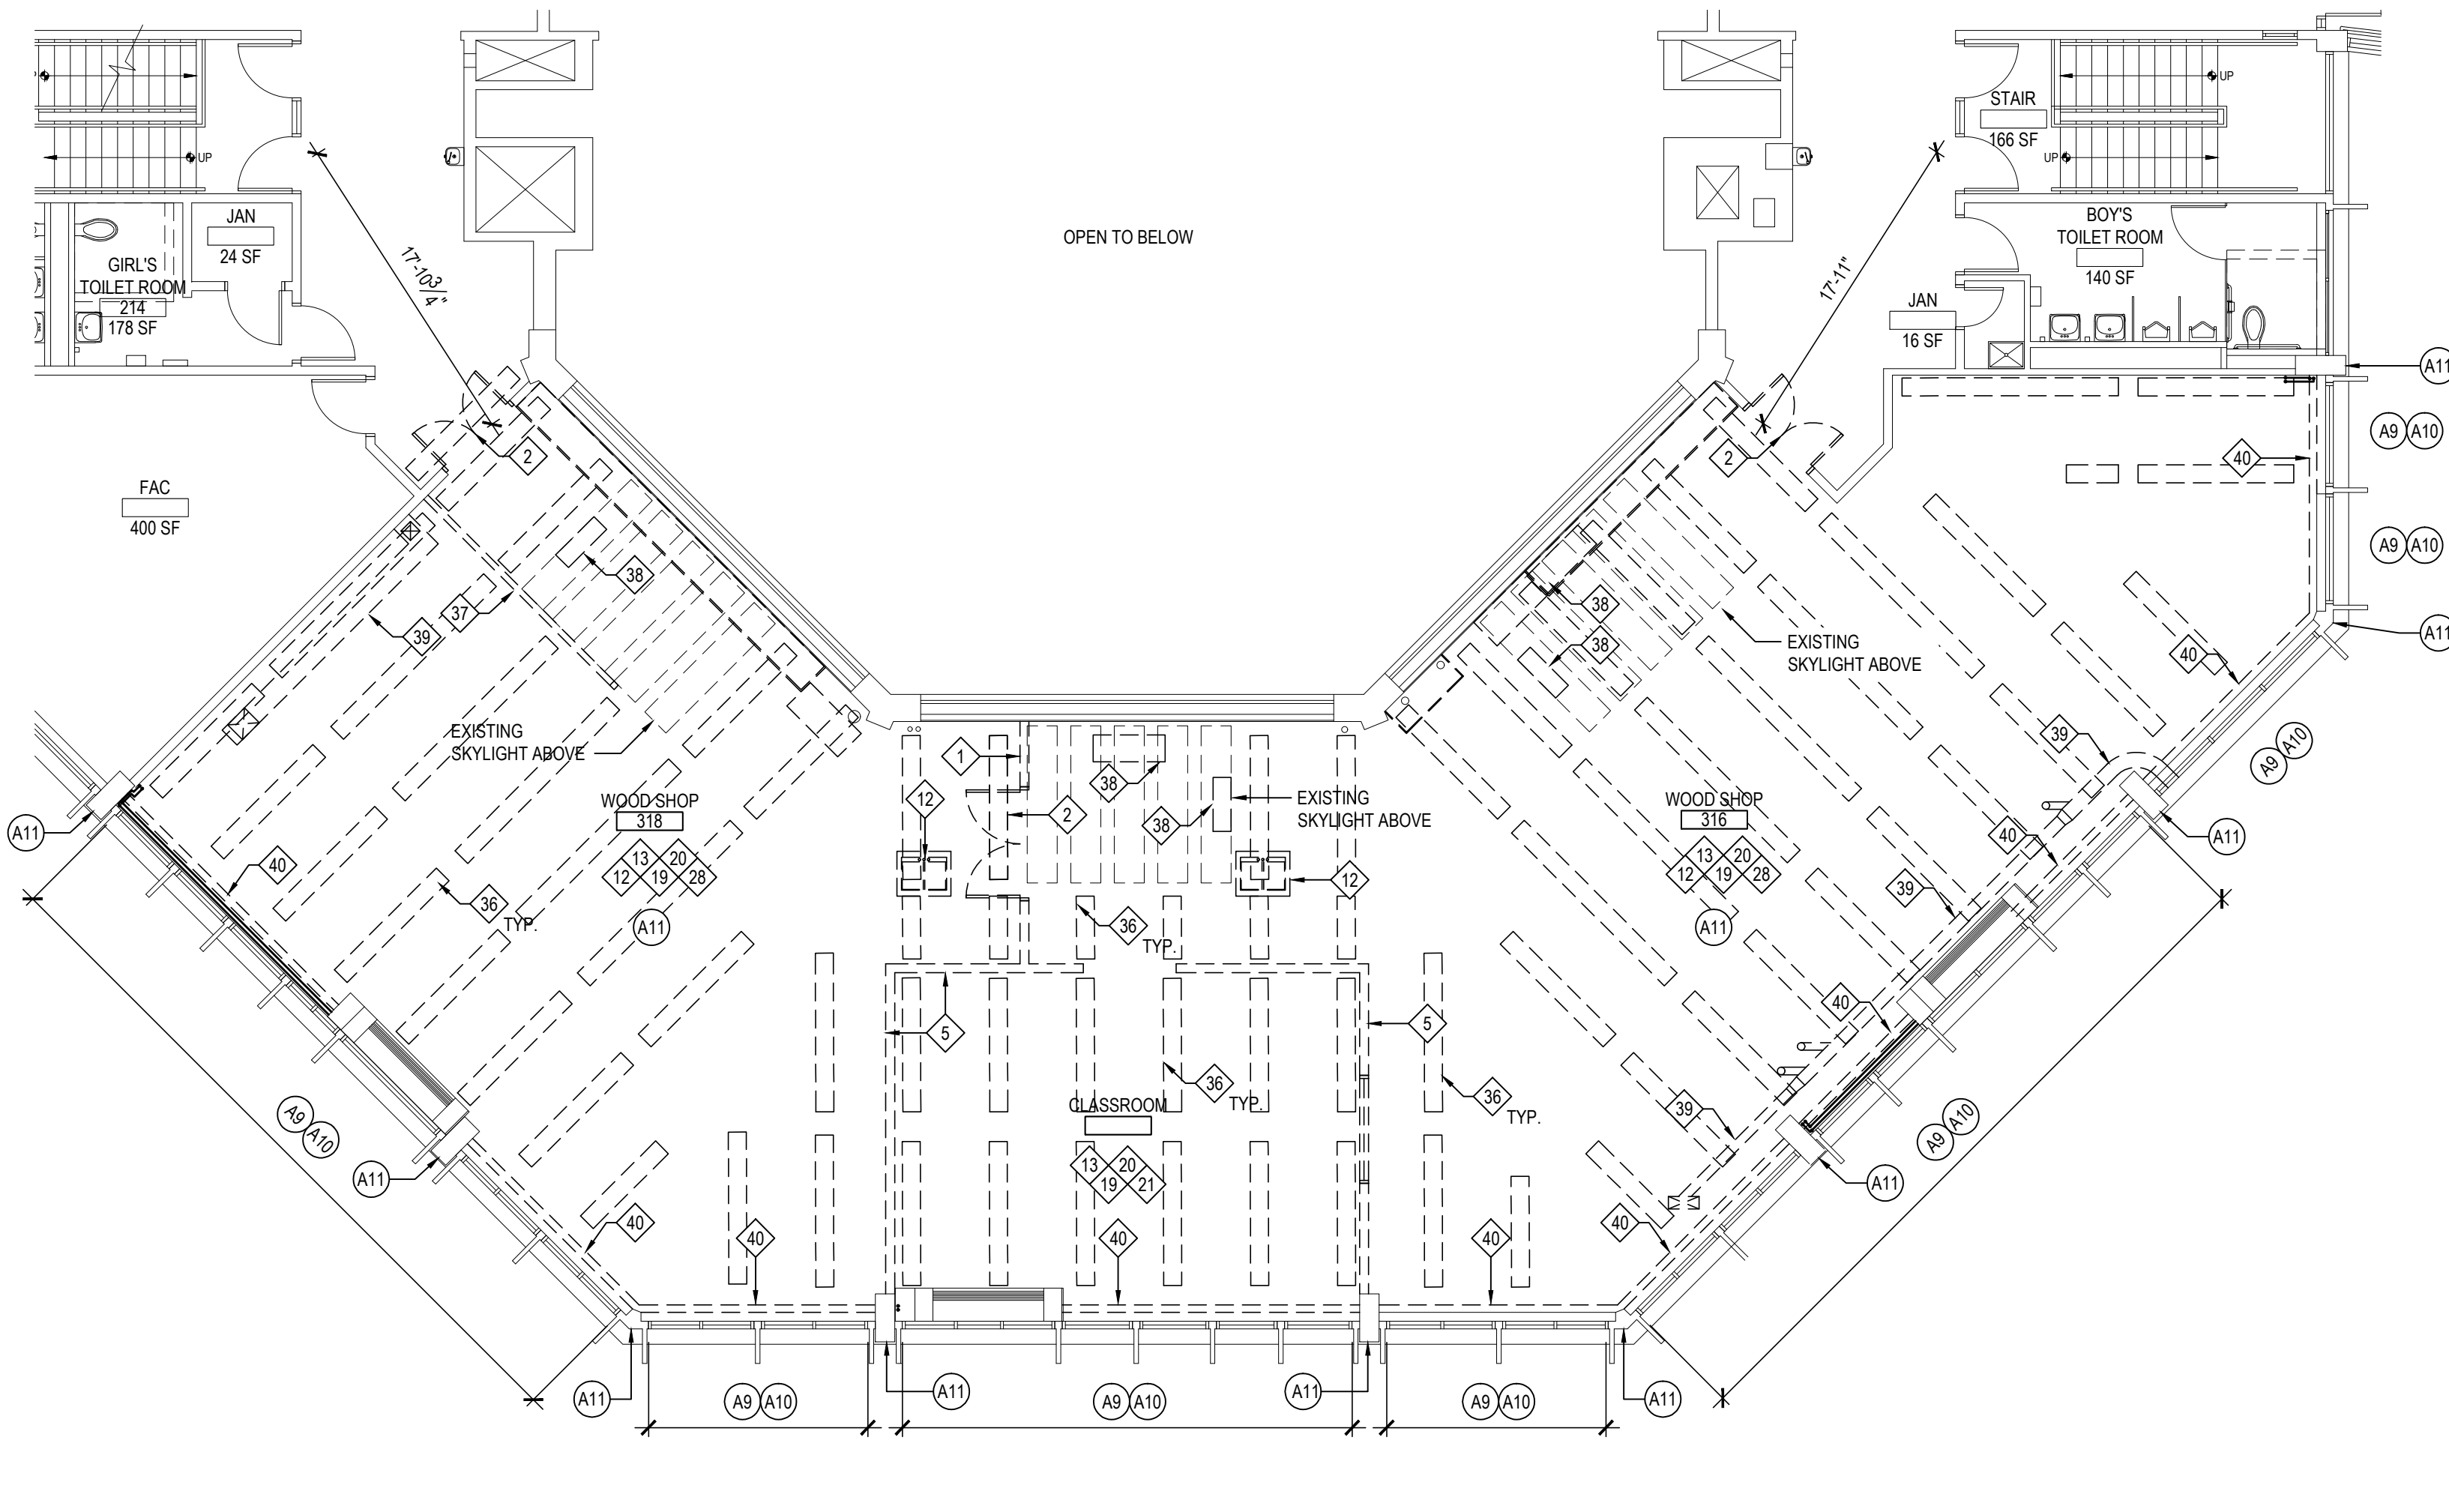 UP
UP
JAN
24 SF
GIRL'S
TOILET ROOM
214
178 SF
17'-10 3/4"
OPEN TO BELOW
17'-11"
STAIR
166 SF
UP
UP
BOY'S
TOILET ROOM
140 SF
JAN
16 SF
A11
A9 A10
A9 A10
A11
FAC
400 SF
2
2
40
38
37
39
38
38
EXISTING
SKYLIGHT ABOVE
40
EXISTING
SKYLIGHT ABOVE
1
38
12
2
38
EXISTING
SKYLIGHT ABOVE
39
A9 A10
WOOD SHOP
318
13 20
12 19 28
A11
WOOD SHOP
316
13 20
12 19 28
A11
A11
40
36
TYP.
12
36
TYP.
40
A11
39
40
5
5
36
TYP.
36
TYP.
39
CLASSROOM
13 20
19 21
A9 A10
A11
A9 A10
A11
40
40
40
40
40
A11
A9 A10
A11
A9 A10
A11
A9 A10
A11